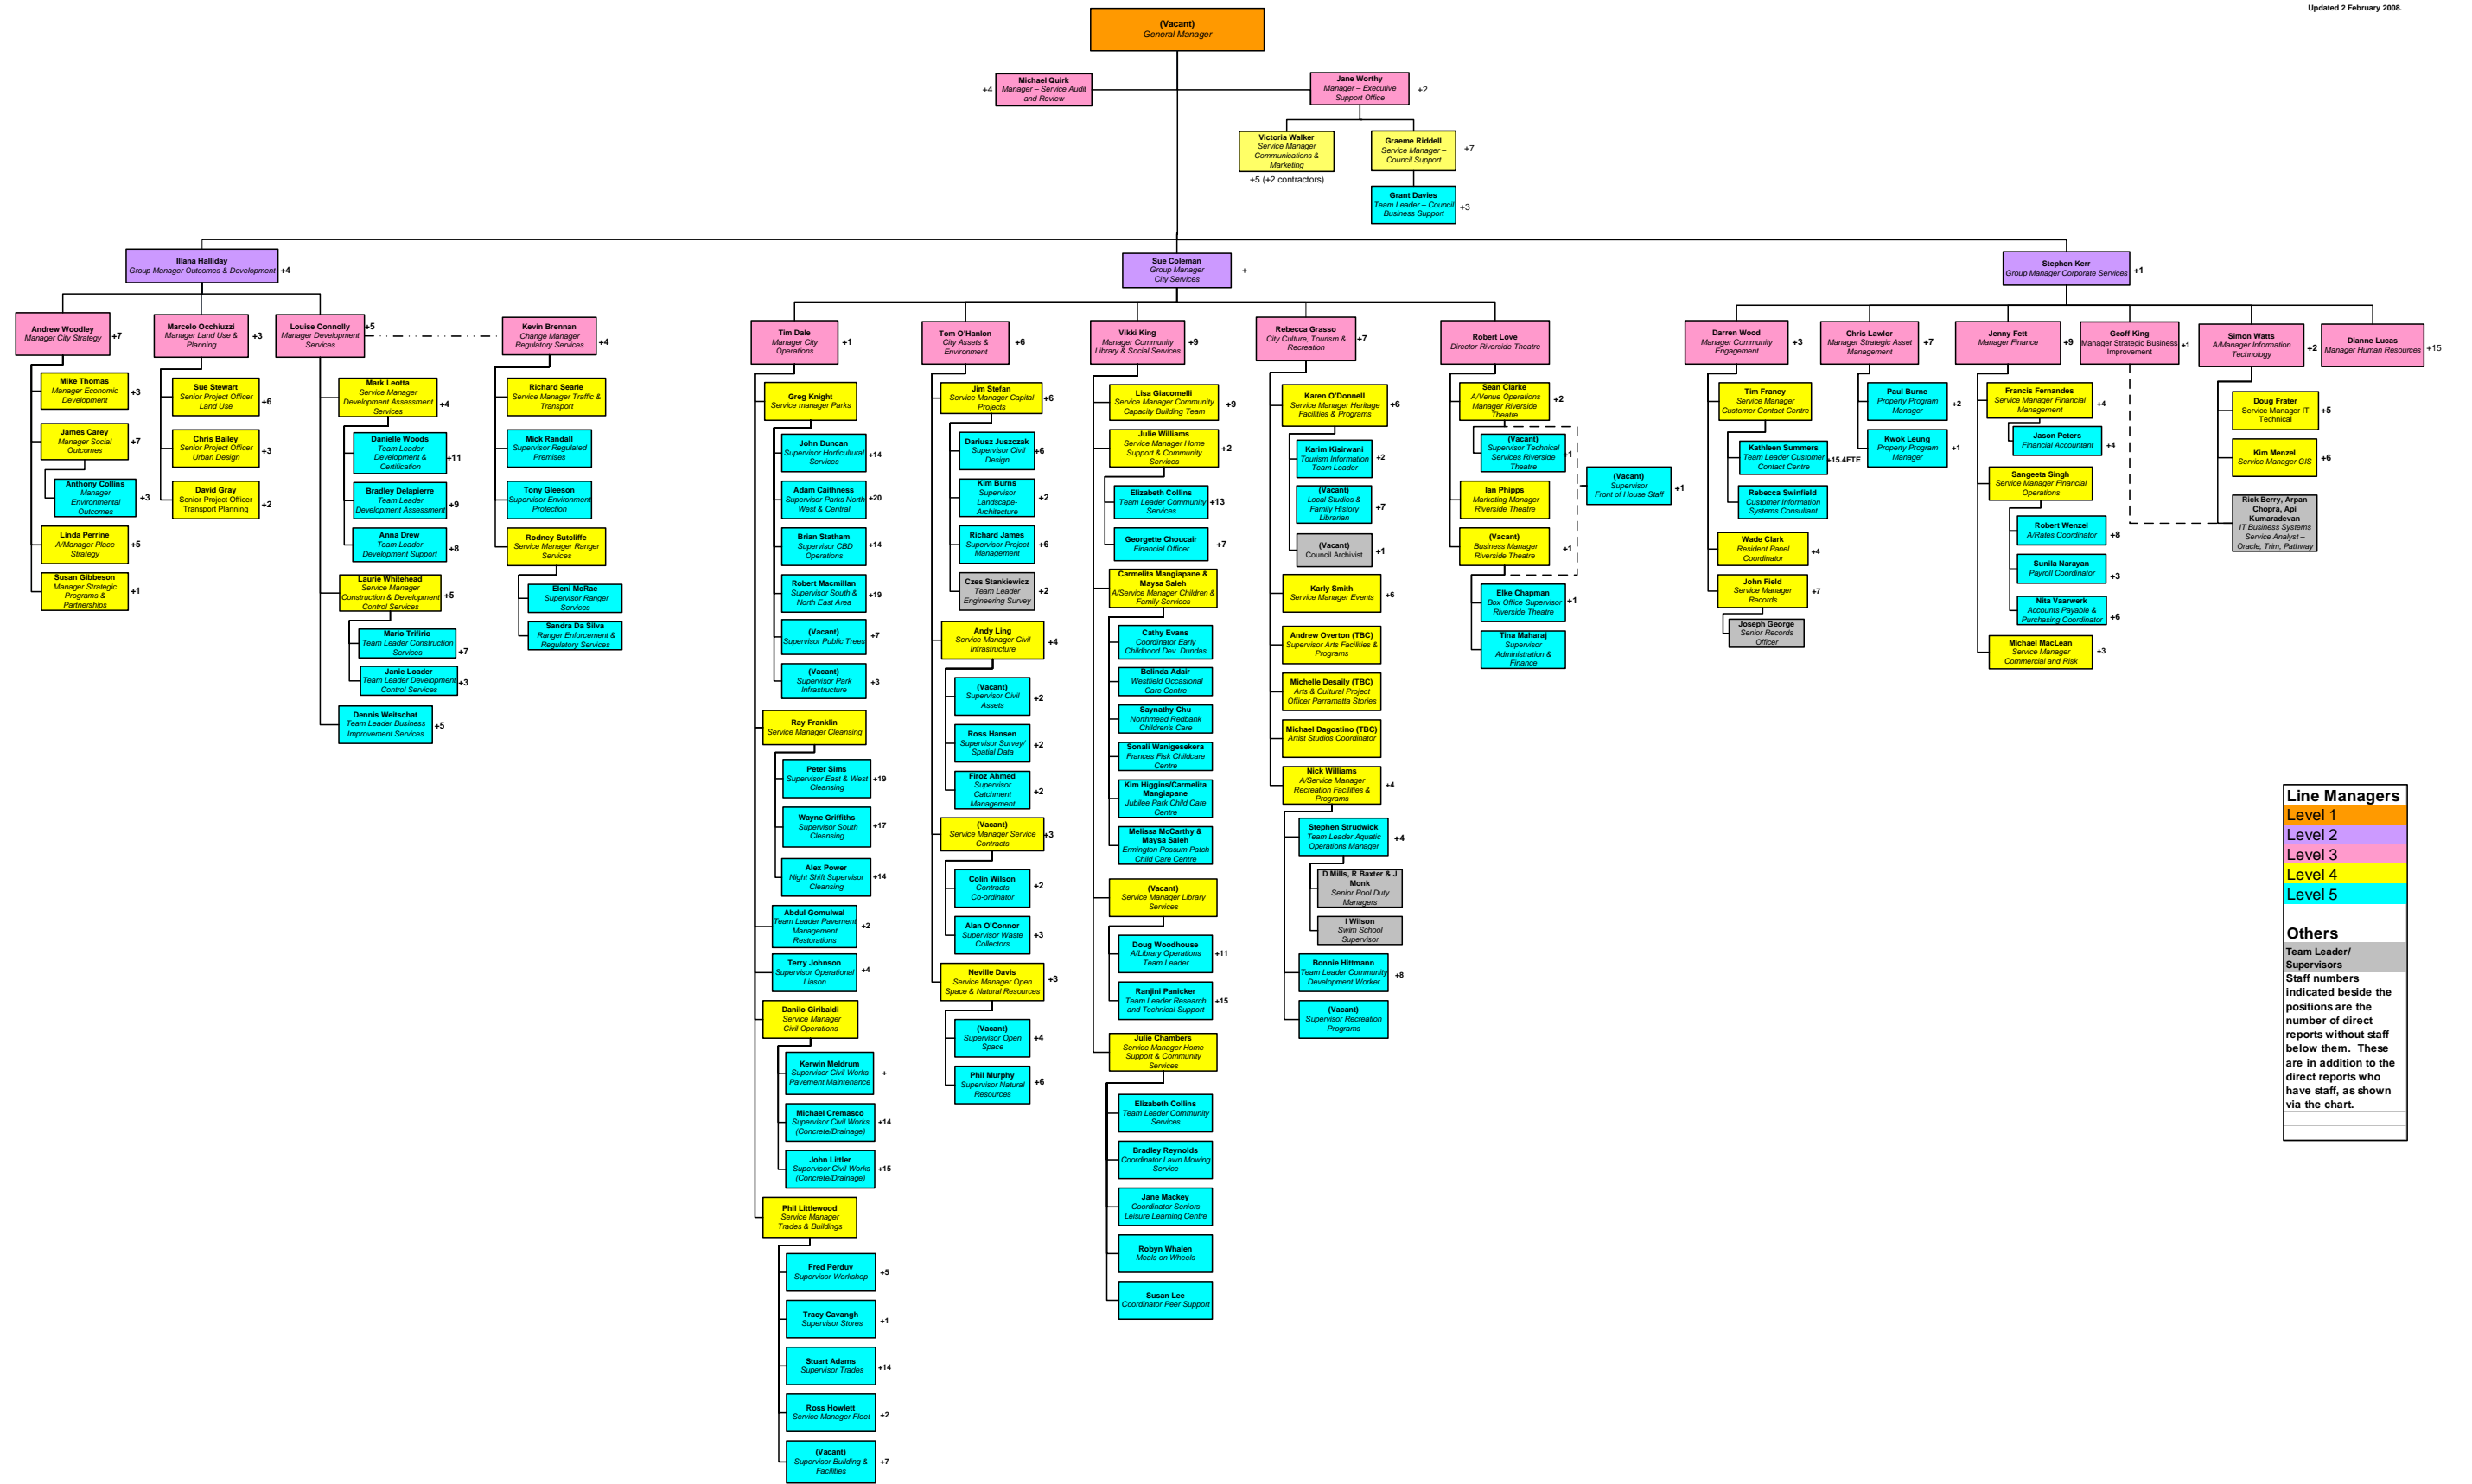 Updated 2 February 2008.
(Vacant)
General Manager
Michael Quirk
Manager – Service Audit
and Review
+4
Jane Worthy
Manager – Executive
Support Office
+2
Victoria Walker
Service Manager
Communications &
Marketing
+5 (+2 contractors)
Graeme Riddell
Service Manager –
Council Support
+7
Grant Davies
Team Leader – Council
Business Support
+3
Illana Halliday
Group Manager Outcomes & Development
+4
Sue Coleman
Group Manager
City Services
+
Stephen Kerr
Group Manager Corporate Services
+1
Andrew Woodley
Manager City Strategy
+7
Mike Thomas
Manager Economic
Development
+3
James Carey
Manager Social
Outcomes
+7
Anthony Collins
Manager
Environmental
Outcomes
+3
Linda Perrine
A/Manager Place
Strategy
+5
Susan Gibbeson
Manager Strategic
Programs &
Partnerships
+1
Marcelo Occhiuzzi
Manager Land Use &
Planning
+3
Sue Stewart
Senior Project Officer
Land Use
+6
Chris Bailey
Senior Project Officer
Urban Design
+3
David Gray
Senior Project Officer
Transport Planning
+2
Louise Connolly
Manager Development
Services
+5
Mark Leotta
Service Manager
Development Assessment
Services
+4
Danielle Woods
Team Leader
Development &
Certification
+11
Bradley Delapierre
Team Leader
Development Assessment
+9
Anna Drew
Team Leader
Development Support
+8
Laurie Whitehead
Service Manager
Construction & Development
Control Services
+5
Mario Trifirio
Team Leader Construction
Services
+7
Janie Loader
Team Leader Development
Control Services
+3
Dennis Weitschat
Team Leader Business
Improvement Services
+5
Kevin Brennan
Change Manager
Regulatory Services
+4
Richard Searle
Service Manager Traffic &
Transport
Mick Randall
Supervisor Regulated
Premises
Tony Gleeson
Supervisor Environment
Protection
Rodney Sutcliffe
Service Manager Ranger
Services
Eleni McRae
Supervisor Ranger
Services
Sandra Da Silva
Ranger Enforcement &
Regulatory Services
Tim Dale
Manager City
Operations
+1
Greg Knight
Service manager Parks
John Duncan
Supervisor Horticultural
Services
+14
Adam Caithness
Supervisor Parks North
West & Central
+20
Brian Statham
Supervisor CBD
Operations
+14
Robert Macmillan
Supervisor South &
North East Area
+19
(Vacant)
Supervisor Public Trees
+7
(Vacant)
Supervisor Park
Infrastructure
+3
Ray Franklin
Service Manager Cleansing
Peter Sims
Supervisor East & West
Cleansing
+19
Wayne Griffiths
Supervisor South
Cleansing
+17
Alex Power
Night Shift Supervisor
Cleansing
+14
Abdul Gomulwal
Team Leader Pavement
Management
Restorations
+2
Terry Johnson
Supervisor Operational
Liason
+4
Danilo Giribaldi
Service Manager
Civil Operations
Kerwin Meldrum
Supervisor Civil Works
Pavement Maintenance
+
Michael Cremasco
Supervisor Civil Works
(Concrete/Drainage)
+14
John Littler
Supervisor Civil Works
(Concrete/Drainage)
+15
Phil Littlewood
Service Manager
Trades & Buildings
Fred Perduv
Supervisor Workshop
+5
Tracy Cavangh
Supervisor Stores
+1
Stuart Adams
Supervisor Trades
+14
Ross Howlett
Service Manager Fleet
+2
(Vacant)
Supervisor Building &
Facilities
+7
Tom O'Hanlon
City Assets &
Environment
+6
Jim Stefan
Service Manager Capital
Projects
+6
Dariusz Juszczak
Supervisor Civil
Design
+6
Kim Burns
Supervisor
Landscape-
Architecture
+2
Richard James
Supervisor Project
Management
+6
Czes Stankiewicz
Team Leader
Engineering Survey
+2
Andy Ling
Service Manager Civil
Infrastructure
+4
(Vacant)
Supervisor Civil
Assets
+2
Ross Hansen
Supervisor Survey/
Spatial Data
+2
Firoz Ahmed
Supervisor
Catchment
Management
+2
(Vacant)
Service Manager Service
Contracts
+3
Colin Wilson
Contracts
Co-ordinator
+2
Alan O'Connor
Supervisor Waste
Collectors
+3
Neville Davis
Service Manager Open
Space & Natural Resources
+3
(Vacant)
Supervisor Open
Space
+4
Phil Murphy
Supervisor Natural
Resources
+6
Vikki King
Manager Community
Library & Social Services
+9
Lisa Giacomelli
Service Manager Community
Capacity Building Team
+9
Julie Williams
Service Manager Home
Support & Community
Services
+2
Elizabeth Collins
Team Leader Community
Services
+13
Georgette Choucair
Financial Officer
+7
Carmelita Mangiapane &
Maysa Saleh
A/Service Manager Children &
Family Services
Cathy Evans
Coordinator Early
Childhood Dev. Dundas
Belinda Adair
Westfield Occasional
Care Centre
Saynathy Chu
Northmead Redbank
Children's Care
Sonali Wanigesekera
Frances Fisk Childcare
Centre
Kim Higgins/Carmelita
Mangiapane
Jubilee Park Child Care
Centre
Melissa McCarthy &
Maysa Saleh
Ermington Possum Patch
Child Care Centre
(Vacant)
Service Manager Library
Services
Doug Woodhouse
A/Library Operations
Team Leader
+11
Ranjini Panicker
Team Leader Research
and Technical Support
+15
Julie Chambers
Service Manager Home
Support & Community
Services
Elizabeth Collins
Team Leader Community
Services
Bradley Reynolds
Coordinator Lawn Mowing
Service
Jane Mackey
Coordinator Seniors
Leisure Learning Centre
Robyn Whalen
Meals on Wheels
Susan Lee
Coordinator Peer Support
Rebecca Grasso
City Culture, Tourism &
Recreation
+7
Karen O'Donnell
Service Manager Heritage
Facilities & Programs
+6
Karim Kisirwani
Tourism Information
Team Leader
+2
(Vacant)
Local Studies &
Family History
Librarian
+7
(Vacant)
Council Archivist
+1
Karly Smith
Service Manager Events
+6
Andrew Overton (TBC)
Supervisor Arts Facilities &
Programs
Michelle Desaily (TBC)
Arts & Cultural Project
Officer Parramatta Stories
Michael Dagostino (TBC)
Artist Studios Coordinator
Nick Williams
A/Service Manager
Recreation Facilities &
Programs
+4
Stephen Strudwick
Team Leader Aquatic
Operations Manager
+4
D Mills, R Baxter & J
Monk
Senior Pool Duty
Managers
I Wilson
Swim School
Supervisor
Bonnie Hittmann
Team Leader Community
Development Worker
+8
(Vacant)
Supervisor Recreation
Programs
Robert Love
Director Riverside Theatre
Sean Clarke
A/Venue Operations
Manager Riverside
Theatre
+2
(Vacant)
Supervisor Technical
Services Riverside
Theatre
+1
(Vacant)
Supervisor
Front of House Staff
+1
Ian Phipps
Marketing Manager
Riverside Theatre
(Vacant)
Business Manager
Riverside Theatre
+1
Elke Chapman
Box Office Supervisor
Riverside Theatre
+1
Tina Maharaj
Supervisor
Administration &
Finance
Darren Wood
Manager Community
Engagement
+3
Tim Franey
Service Manager
Customer Contact Centre
Kathleen Summers
Team Leader Customer
Contact Centre
+15.4FTE
Rebecca Swinfield
Customer Information
Systems Consultant
Wade Clark
Resident Panel
Coordinator
+4
John Field
Service Manager
Records
+7
Joseph George
Senior Records
Officer
Chris Lawlor
Manager Strategic Asset
Management
+7
Paul Burne
Property Program
Manager
+2
Kwok Leung
Property Program
Manager
+1
Jenny Fett
Manager Finance
+9
Francis Fernandes
Service Manager Financial
Management
+4
Jason Peters
Financial Accountant
+4
Sangeeta Singh
Service Manager Financial
Operations
Robert Wenzel
A/Rates Coordinator
+8
Sunila Narayan
Payroll Coordinator
+3
Nita Vaarwerk
Accounts Payable &
Purchasing Coordinator
+6
Michael MacLean
Service Manager
Commercial and Risk
+3
Geoff King
Manager Strategic Business
Improvement
+1
Simon Watts
A/Manager Information
Technology
+2
Doug Frater
Service Manager IT
Technical
+5
Kim Menzel
Service Manager GIS
+6
Rick Berry, Arpan
Chopra, Api
Kumaradevan
IT Business Systems
Service Analyst –
Oracle, Trim, Pathway
Dianne Lucas
Manager Human Resources
+15
Line Managers
Level 1
Level 2
Level 3
Level 4
Level 5
Others
Team Leader/
Supervisors
Staff numbers
indicated beside the
positions are the
number of direct
reports without staff
below them. These
are in addition to the
direct reports who
have staff, as shown
via the chart.